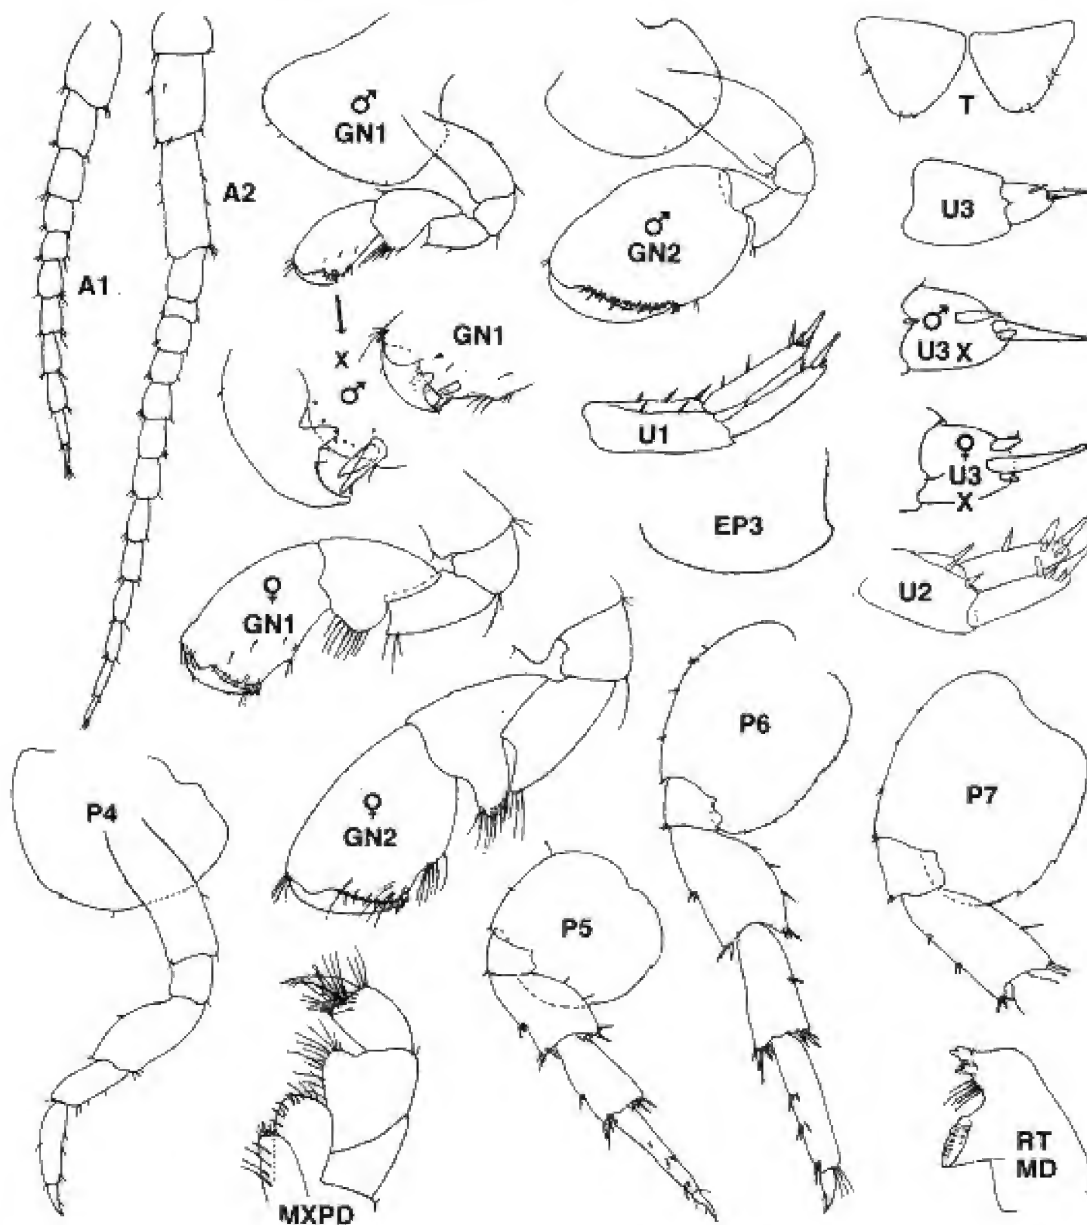 ♂
GN1
A2
A1
♂
GN2
T
U3
♂
U3 X
X
♂
GN1
U1
♀
U3
X
EP3
U2
♀
GN1
P6
P7
P4
♀
GN2
P5
MXPD
RT
MD